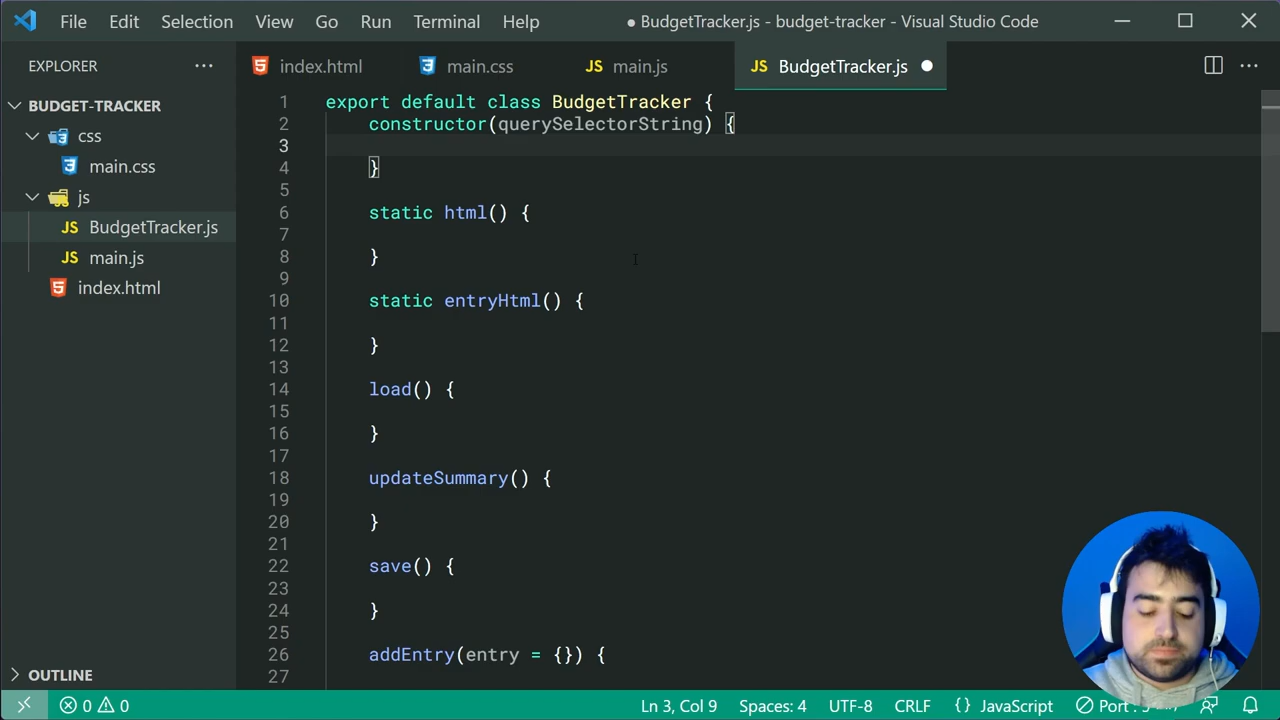 File Edit Selection View Go Run Terminal Help ● BudgetTracker.js - budget-tracker - Visual Studio Code
EXPLORER ···
index.html main.css main.js BudgetTracker.js
BUDGET-TRACKER
css
main.css
js
JS BudgetTracker.js
JS main.js
index.html
OUTLINE
1 export default class BudgetTracker {
2 constructor(querySelectorString) {
3
4 }
5
6 static html() {
7
8 }
9
10 static entryHtml() {
11
12 }
13
14 load() {
15
16 }
17
18 updateSummary() {
19
20 }
21
22 save() {
23
24 }
25
26 addEntry(entry = {}) {
27
0 0 Ln 3, Col 9 Spaces: 4 UTF-8 CRLF {} JavaScript Port :